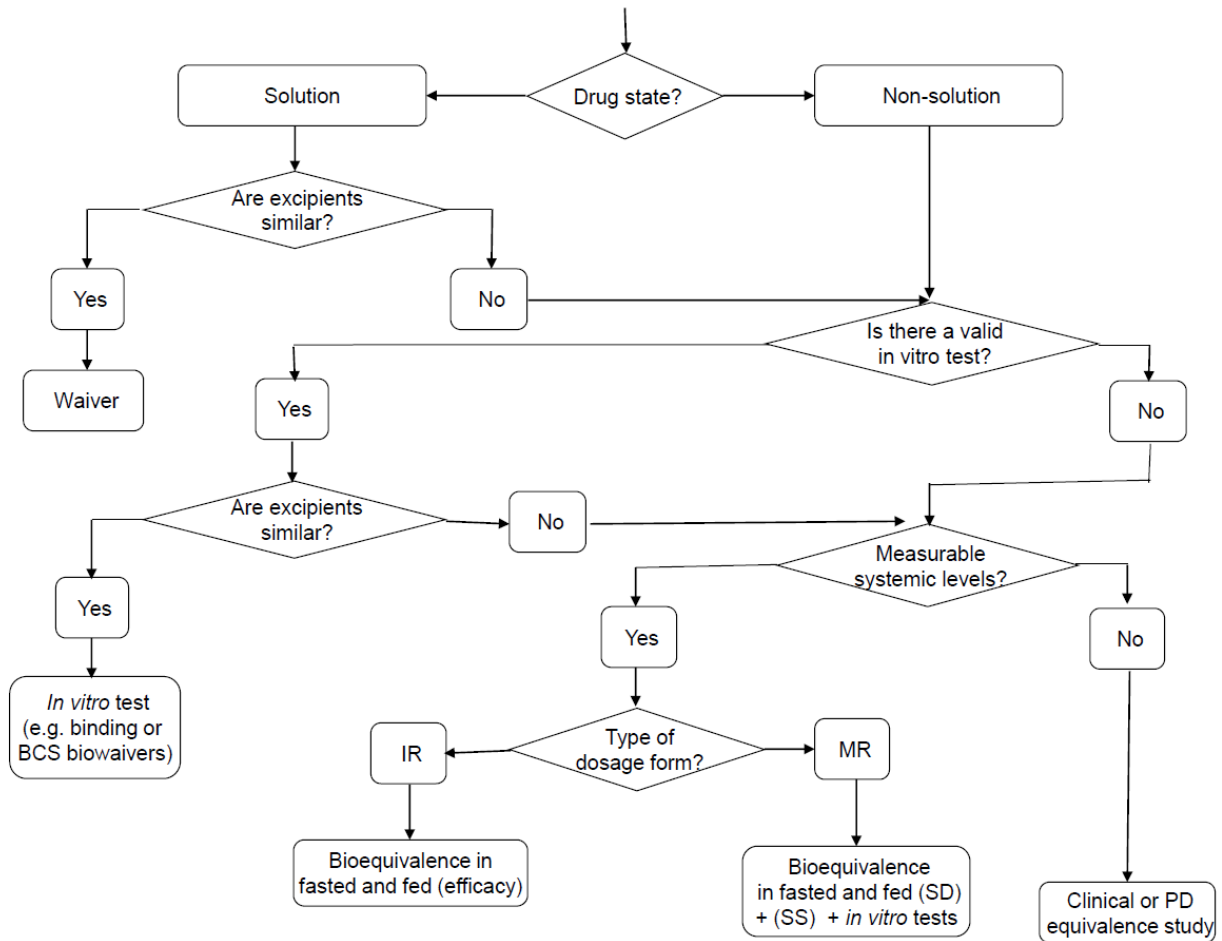 Solution
Drug state?
Non-solution
Are excipients
similar?
Yes
No
Is there a valid
in vitro test?
Waiver
Yes
No
Are excipients
similar?
No
Measurable
systemic levels?
Yes
Yes
No
In vitro test
(e.g. binding or
BCS biowaivers)
IR
Type of
dosage form?
MR
Bioequivalence in
fasted and fed (efficacy)
Bioequivalence
in fasted and fed (SD)
+ (SS) + in vitro tests
Clinical or PD
equivalence study